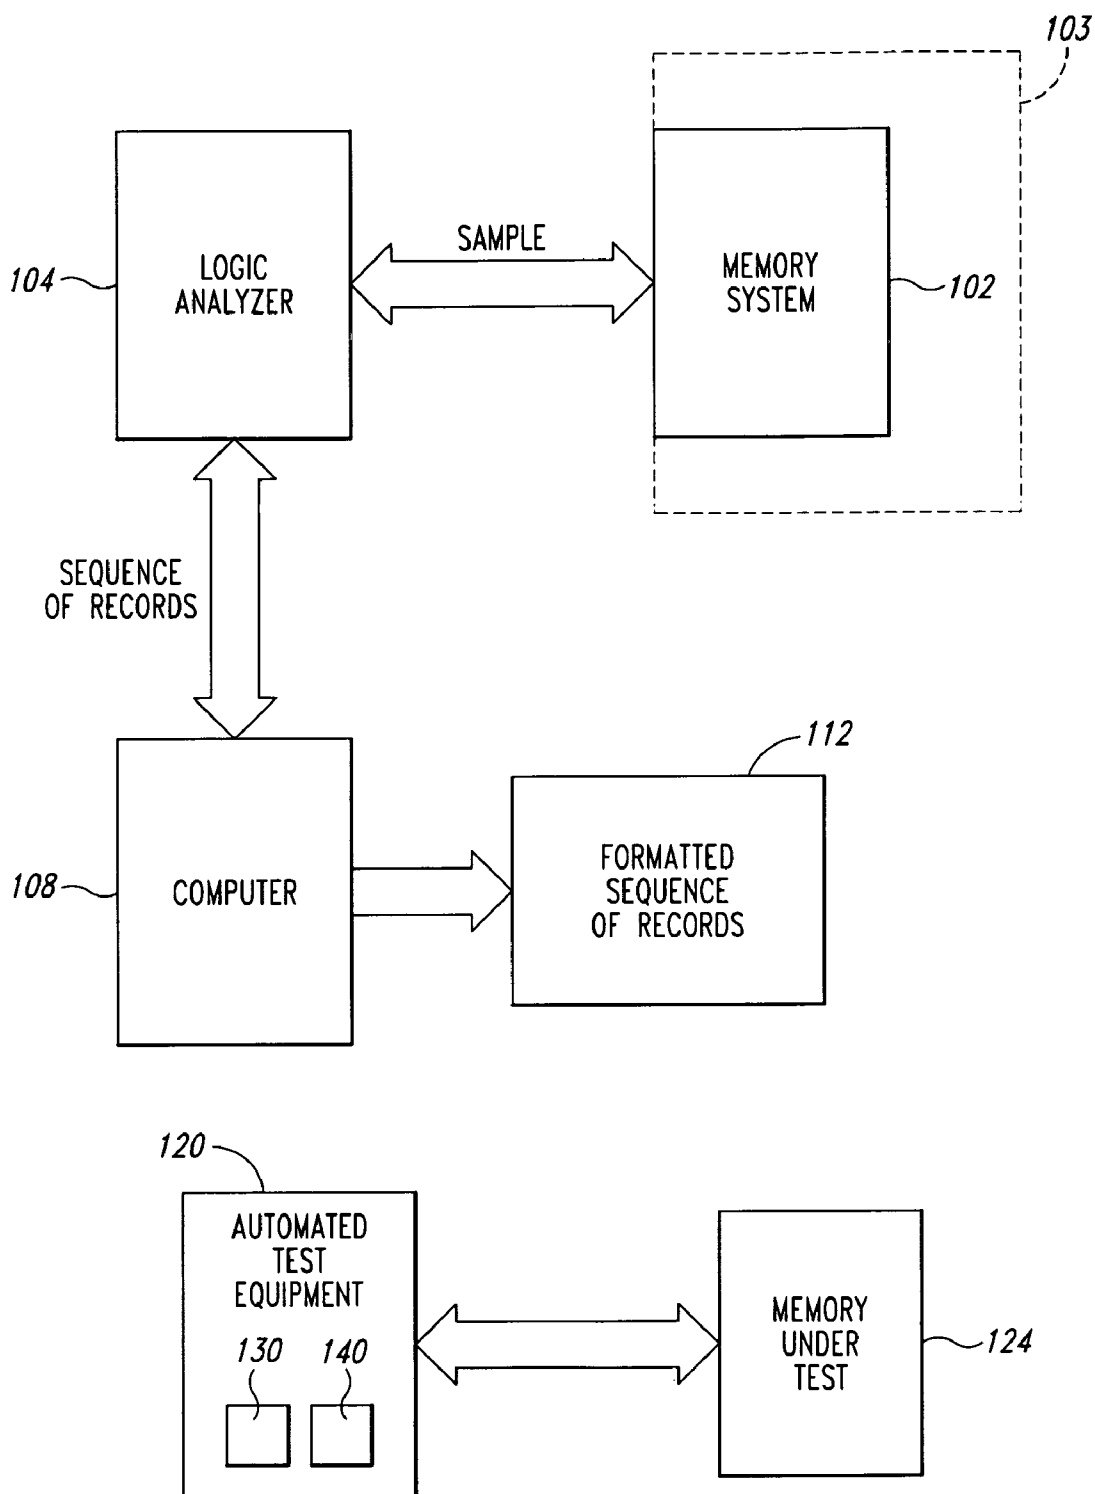 103
LOGIC
ANALYZER
104
SAMPLE
MEMORY
SYSTEM
102
SEQUENCE
OF RECORDS
112
COMPUTER
108
FORMATTED
SEQUENCE
OF RECORDS
120
AUTOMATED
TEST
EQUIPMENT
130
140
MEMORY
UNDER
TEST
124